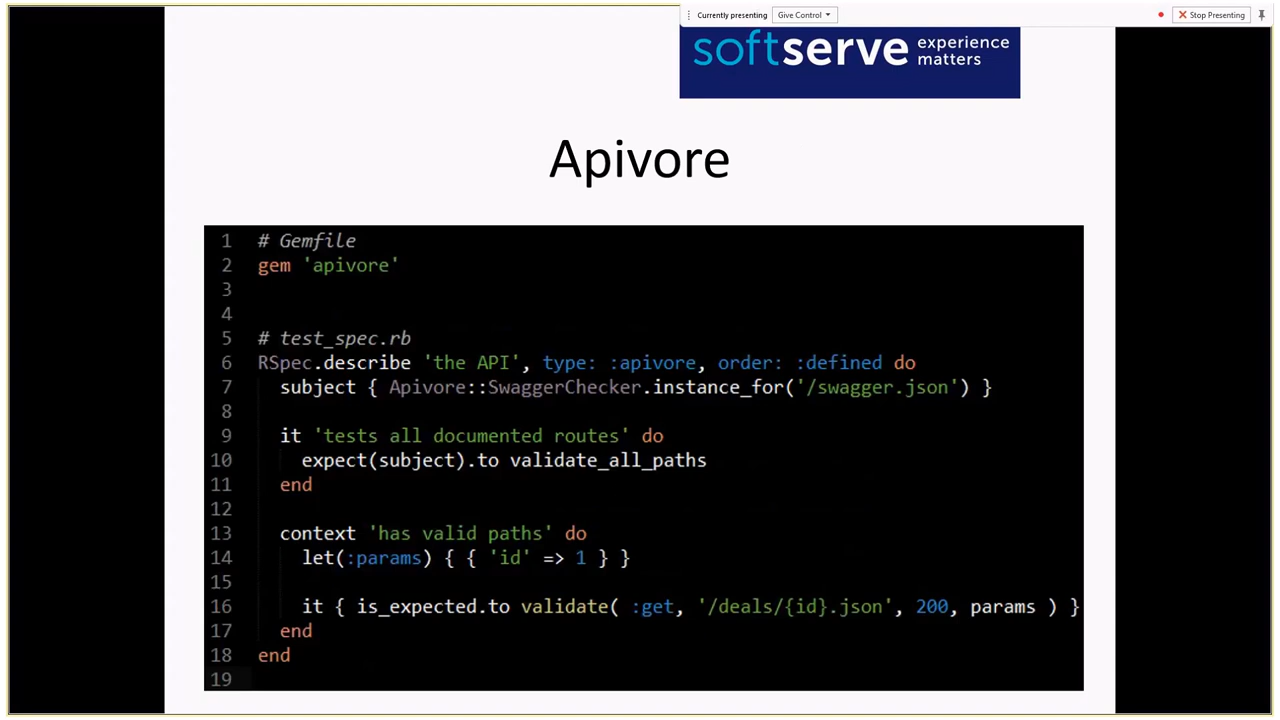 Currently presenting Give Control Stop Presenting
softserve experience matters
Apivore
1 # Gemfile
2 gem 'apivore'
3
4
5 # test_spec.rb
6 RSpec.describe 'the API', type: :apivore, order: :defined do
7 subject { Apivore::SwaggerChecker.instance_for('/swagger.json') }
8
9 it 'tests all documented routes' do
10 expect(subject).to validate_all_paths
11 end
12
13 context 'has valid paths' do
14 let(:params) { { 'id' => 1 } }
15
16 it { is_expected.to validate( :get, '/deals/{id}.json', 200, params ) }
17 end
18 end
19